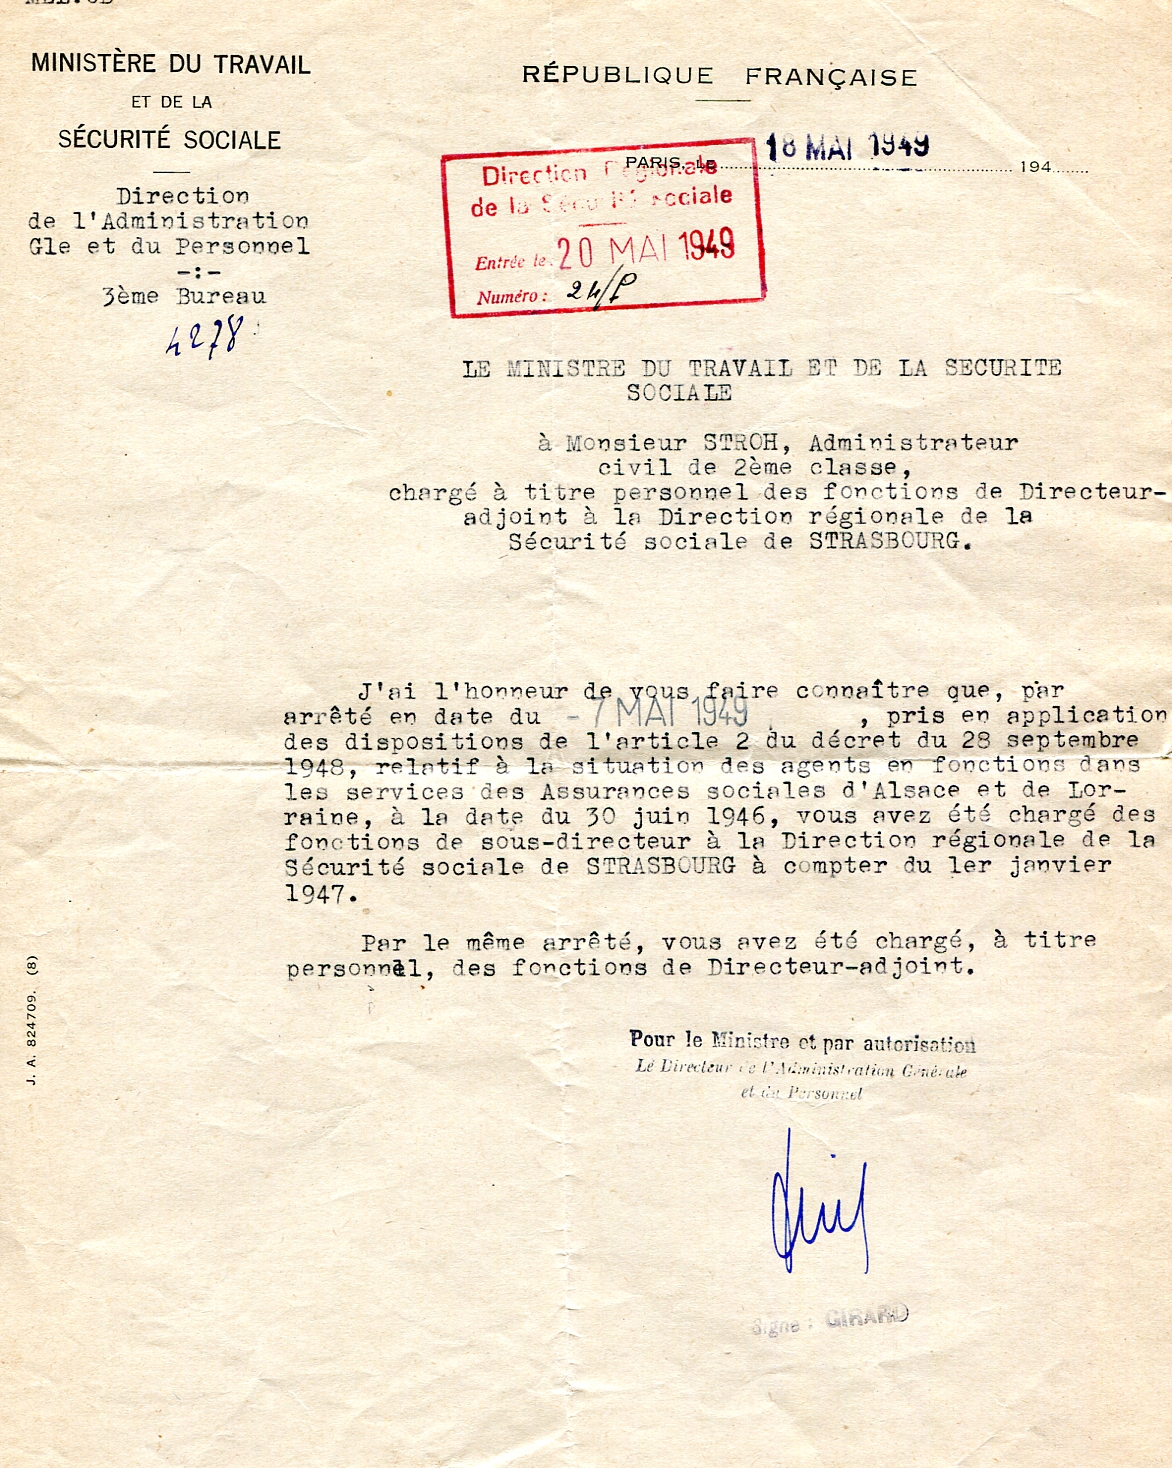 MINISTÈRE DU TRAVAIL
ET DE LA
SÉCURITÉ SOCIALE
Direction
de l'Administration
Gle et du Personnel
-:-
3ème Bureau
4278
RÉPUBLIQUE FRANÇAISE
PARIS, LE 18 MAI 1949 194
Direction Régionale
de la Sécurité sociale
Entrée le: 20 MAI 1949
Numéro: 24/P
LE MINISTRE DU TRAVAIL ET DE LA SECURITE
SOCIALE
à Monsieur STROH, Administrateur
civil de 2ème classe,
chargé à titre personnel des fonctions de Directeur-
adjoint à la Direction régionale de la
Sécurité sociale de STRASBOURG.
J'ai l'honneur de vous faire connaître que, par
arrêté en date du -7 MAI 1949, pris en application
des dispositions de l'article 2 du décret du 28 septembre
1948, relatif à la situation des agents en fonctions dans
les services des Assurances sociales d'Alsace et de Lor-
raine, à la date du 30 juin 1946, vous avez été chargé des
fonctions de sous-directeur à la Direction régionale de la
Sécurité sociale de STRASBOURG à compter du 1er janvier
1947.
Par le même arrêté, vous avez été chargé, à titre
personnel, des fonctions de Directeur-adjoint.
Pour le Ministre et par autorisation
Le Directeur de l'Administration Générale
et du Personnel
Signé : GIRARD
J. A. 824709. (8)